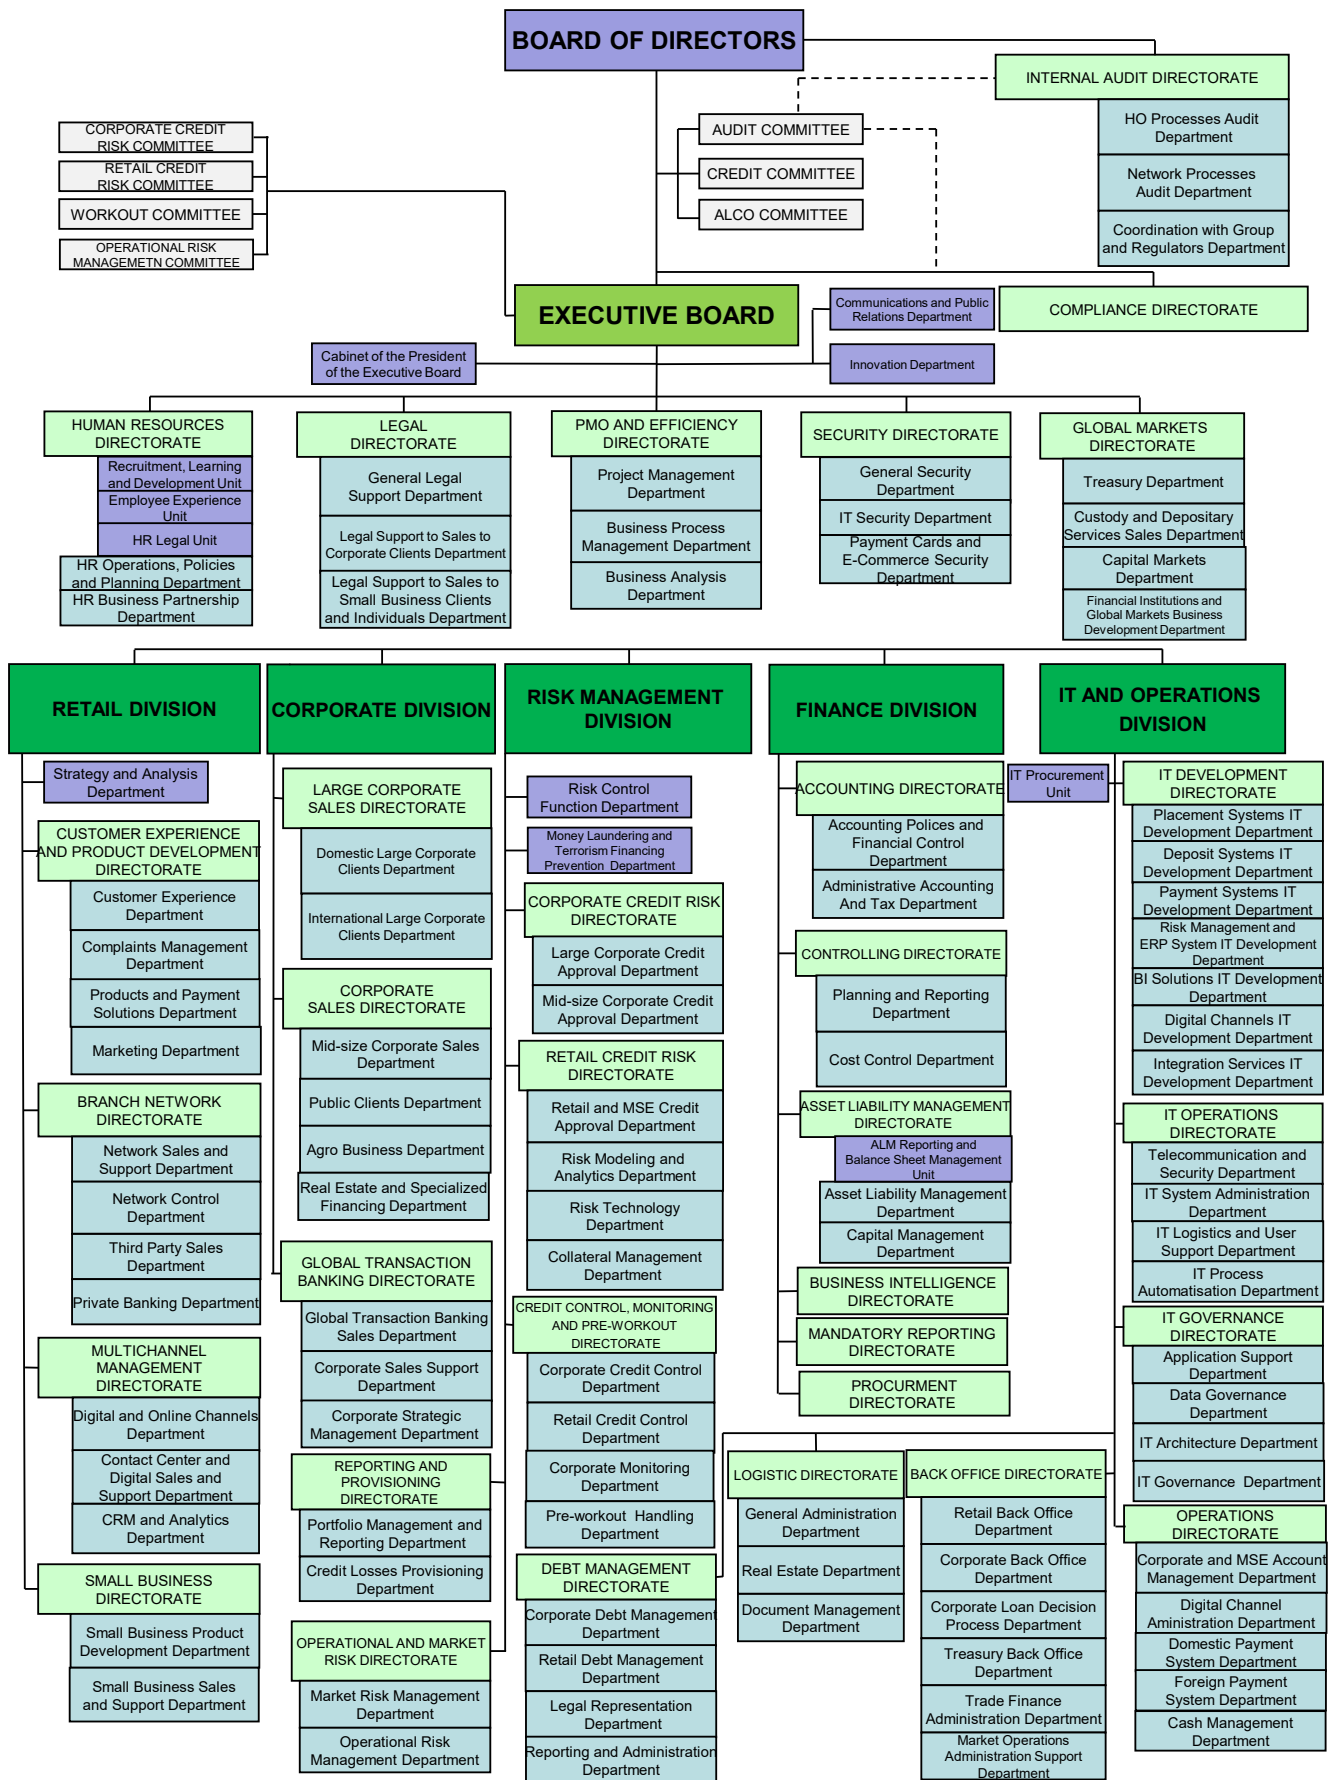 BOARD OF DIRECTORS
INTERNAL AUDIT DIRECTORATE
HO Processes Audit
Department
Network Processes
Audit Department
Coordination with Group
and Regulators Department
AUDIT COMMITTEE
CREDIT COMMITTEE
ALCO COMMITTEE
CORPORATE CREDIT
RISK COMMITTEE
RETAIL CREDIT
RISK COMMITTEE
WORKOUT COMMITTEE
OPERATIONAL RISK
MANAGEMETN COMMITTEE
EXECUTIVE BOARD
Communications and Public
Relations Department
COMPLIANCE DIRECTORATE
Cabinet of the President
of the Executive Board
Innovation Department
HUMAN RESOURCES
DIRECTORATE
Recruitment, Learning
and Development Unit
Employee Experience
Unit
HR Legal Unit
HR Operations, Policies
and Planning Department
HR Business Partnership
Department
LEGAL
DIRECTORATE
General Legal
Support Department
Legal Support to Sales to
Corporate Clients Department
Legal Support to Sales to
Small Business Clients
and Individuals Department
PMO AND EFFICIENCY
DIRECTORATE
Project Management
Department
Business Process
Management Department
Business Analysis
Department
SECURITY DIRECTORATE
General Security
Department
IT Security Department
Payment Cards and
E-Commerce Security
Department
GLOBAL MARKETS
DIRECTORATE
Treasury Department
Custody and Depositary
Services Sales Department
Capital Markets
Department
Financial Institutions and
Global Markets Business
Development Department
RETAIL DIVISION
Strategy and Analysis
Department
CUSTOMER EXPERIENCE
AND PRODUCT DEVELOPMENT
DIRECTORATE
Customer Experience
Department
Complaints Management
Department
Products and Payment
Solutions Department
Marketing Department
BRANCH NETWORK
DIRECTORATE
Network Sales and
Support Department
Network Control
Department
Third Party Sales
Department
Private Banking Department
MULTICHANNEL
MANAGEMENT
DIRECTORATE
Digital and Online Channels
Department
Contact Center and
Digital Sales and
Support Department
CRM and Analytics
Department
SMALL BUSINESS
DIRECTORATE
Small Business Product
Development Department
Small Business Sales
and Support Department
CORPORATE DIVISION
LARGE CORPORATE
SALES DIRECTORATE
Domestic Large Corporate
Clients Department
International Large Corporate
Clients Department
CORPORATE
SALES DIRECTORATE
Mid-size Corporate Sales
Department
Public Clients Department
Agro Business Department
Real Estate and Specialized
Financing Department
GLOBAL TRANSACTION
BANKING DIRECTORATE
Global Transaction Banking
Sales Department
Corporate Sales Support
Department
Corporate Strategic
Management Department
REPORTING AND
PROVISIONING
DIRECTORATE
Portfolio Management and
Reporting Department
Credit Losses Provisioning
Department
OPERATIONAL AND MARKET
RISK DIRECTORATE
Market Risk Management
Department
Operational Risk
Management Department
RISK MANAGEMENT
DIVISION
Risk Control
Function Department
Money Laundering and
Terrorism Financing
Prevention Department
CORPORATE CREDIT RISK
DIRECTORATE
Large Corporate Credit
Approval Department
Mid-size Corporate Credit
Approval Department
RETAIL CREDIT RISK
DIRECTORATE
Retail and MSE Credit
Approval Department
Risk Modeling and
Analytics Department
Risk Technology
Department
Collateral Management
Department
CREDIT CONTROL, MONITORING
AND PRE-WORKOUT
DIRECTORATE
Corporate Credit Control
Department
Retail Credit Control
Department
Corporate Monitoring
Department
Pre-workout Handling
Department
DEBT MANAGEMENT
DIRECTORATE
Corporate Debt Management
Department
Retail Debt Management
Department
Legal Representation
Department
Reporting and Administration
Department
FINANCE DIVISION
ACCOUNTING DIRECTORATE
Accounting Polices and
Financial Control
Department
Administrative Accounting
And Tax Department
CONTROLLING DIRECTORATE
Planning and Reporting
Department
Cost Control Department
ASSET LIABILITY MANAGEMENT
DIRECTORATE
ALM Reporting and
Balance Sheet Management
Unit
Asset Liability Management
Department
Capital Management
Department
BUSINESS INTELLIGENCE
DIRECTORATE
MANDATORY REPORTING
DIRECTORATE
PROCURMENT
DIRECTORATE
LOGISTIC DIRECTORATE
General Administration
Department
Real Estate Department
Document Management
Department
BACK OFFICE DIRECTORATE
Retail Back Office
Department
Corporate Back Office
Department
Corporate Loan Decision
Process Department
Treasury Back Office
Department
Trade Finance
Administration Department
Market Operations
Administration Support
Department
IT AND OPERATIONS
DIVISION
IT Procurement
Unit
IT DEVELOPMENT
DIRECTORATE
Placement Systems IT
Development Department
Deposit Systems IT
Development Department
Payment Systems IT
Development Department
Risk Management and
ERP System IT Development
Department
BI Solutions IT Development
Department
Digital Channels IT
Development Department
Integration Services IT
Development Department
IT OPERATIONS
DIRECTORATE
Telecommunication and
Security Department
IT System Administration
Department
IT Logistics and User
Support Department
IT Process
Automatisation Department
IT GOVERNANCE
DIRECTORATE
Application Support
Department
Data Governance
Department
IT Architecture Department
IT Governance Department
OPERATIONS
DIRECTORATE
Corporate and MSE Account
Management Department
Digital Channel
Aministration Department
Domestic Payment
System Department
Foreign Payment
System Department
Cash Management
Department